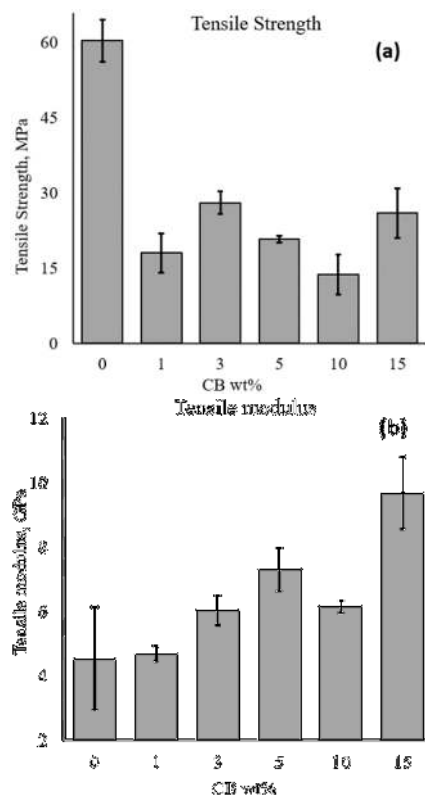 Tensile Strength
(a)
Tensile Strength, MPa
60
45
30
15
0
0 1 3 5 10 15
CB wt%
Tensile modulus
(b)
Tensile modulus, GPa
12
10
8
6
4
2
0 1 3 5 10 15
CB wt%